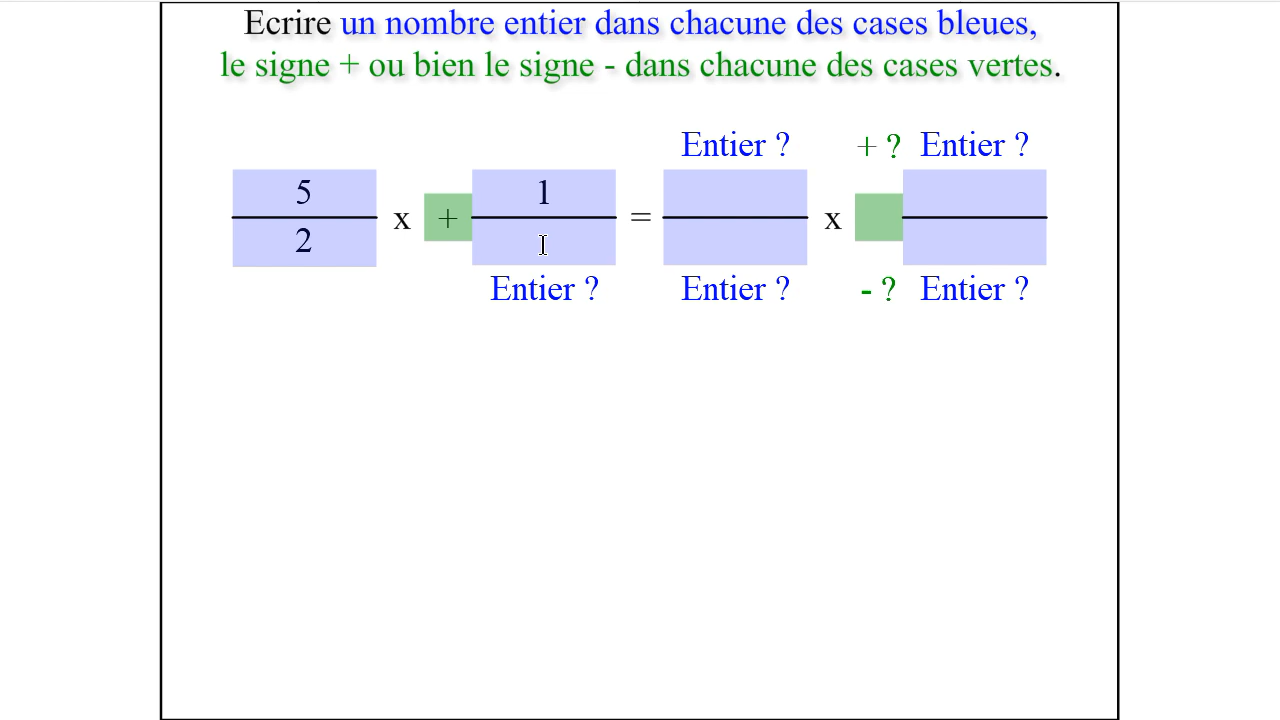 Ecrire un nombre entier dans chacune des cases bleues,
le signe + ou bien le signe - dans chacune des cases vertes.
Entier ? + ? Entier ?
5 1
x + = x
2
Entier ? Entier ? - ? Entier ?